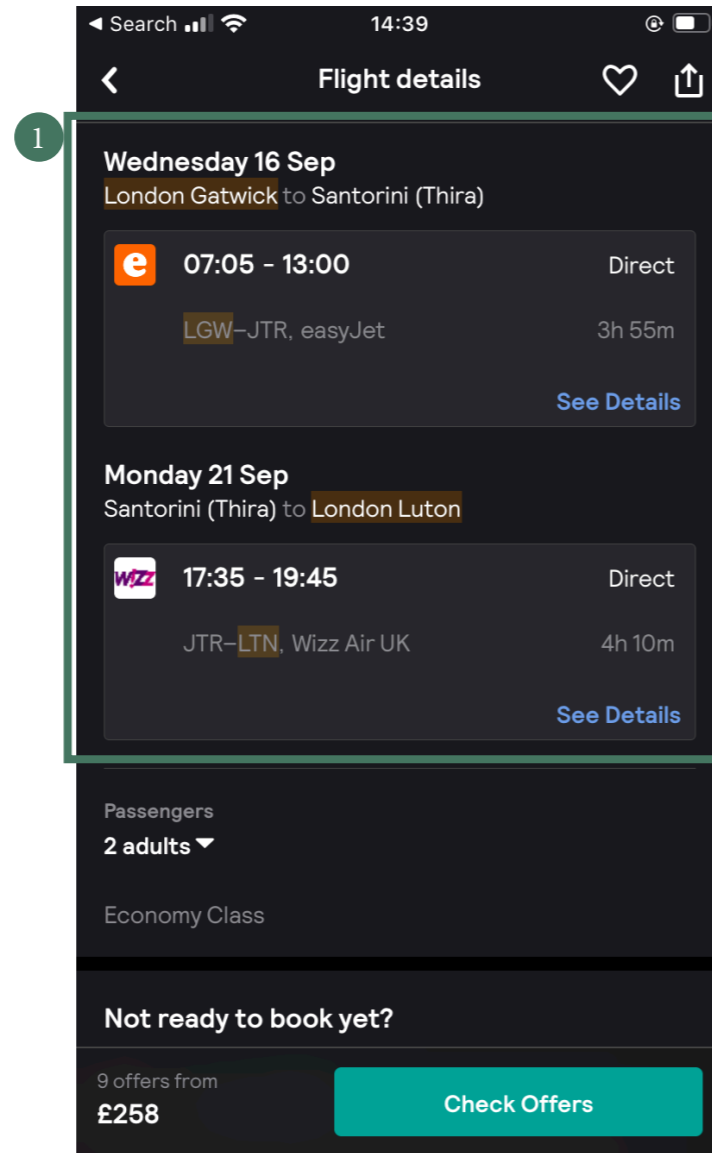 Search 14:39
Flight details
1
Wednesday 16 Sep
London Gatwick to Santorini (Thira)
e 07:05 - 13:00 Direct
LGW–JTR, easyJet 3h 55m
See Details
Monday 21 Sep
Santorini (Thira) to London Luton
WIZZ 17:35 - 19:45 Direct
JTR–LTN, Wizz Air UK 4h 10m
See Details
Passengers
2 adults
Economy Class
Not ready to book yet?
9 offers from
£258
Check Offers